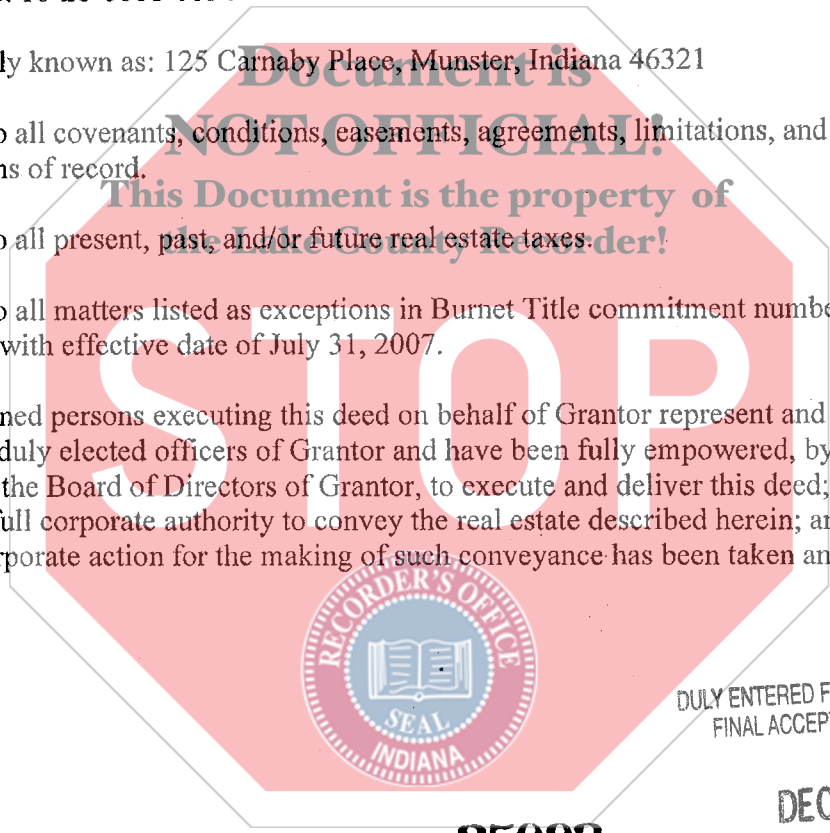 ly known as: 125 Carnaby Place, Munster, Indiana 46321
Document is
o all covenants, conditions, easements, agreements, limitations, and
NOT OFFICIAL!
ns of record.
This Document is the property of
o all present, past, and/or future real estate taxes.
the Lake County Recorder!
o all matters listed as exceptions in Burnet Title commitment numbe
with effective date of July 31, 2007.
STOP
ned persons executing this deed on behalf of Grantor represent and
duly elected officers of Grantor and have been fully empowered, by
the Board of Directors of Grantor, to execute and deliver this deed;
full corporate authority to convey the real estate described herein; an
rporate action for the making of such conveyance has been taken an
RECORDER'S OFFICE
SEAL
INDIANA
DULY ENTERED F
FINAL ACCEPT
DEC